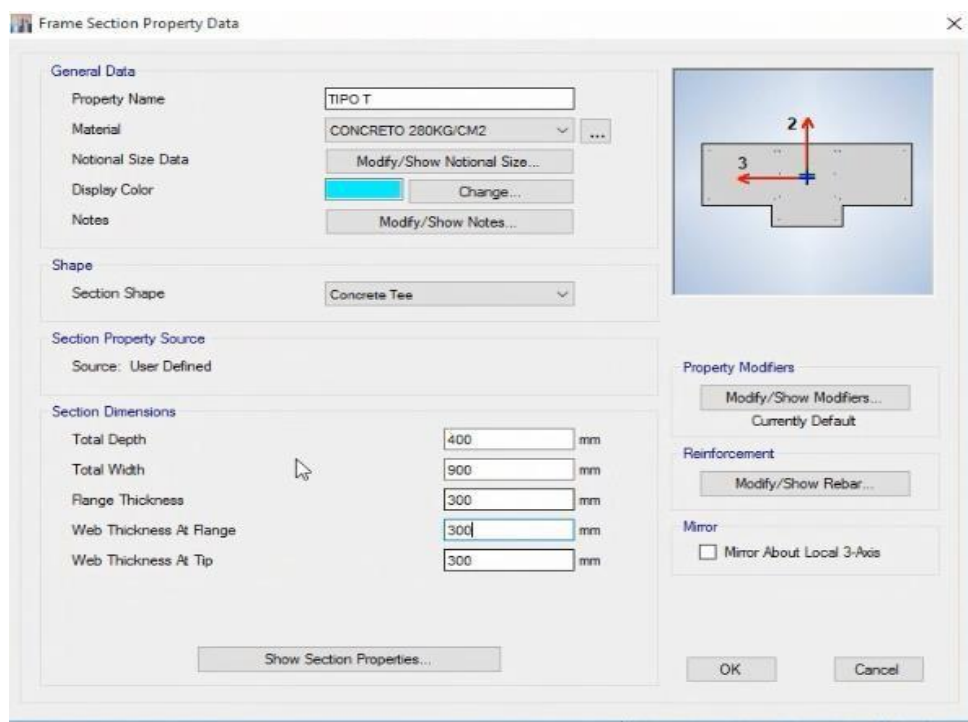 Frame Section Property Data
General Data
Property Name TIPO T
Material CONCRETO 280KG/CM2 ...
Notional Size Data Modify/Show Notional Size...
Display Color Change...
Notes Modify/Show Notes...
2
3
Shape
Section Shape Concrete Tee
Section Property Source
Source: User Defined
Section Dimensions
Total Depth 400 mm
Total Width 900 mm
Flange Thickness 300 mm
Web Thickness At Flange 300 mm
Web Thickness At Tip 300 mm
Show Section Properties...
Property Modifiers
Modify/Show Modifiers...
Currently Default
Reinforcement
Modify/Show Rebar...
Mirror
Mirror About Local 3-Axis
OK Cancel